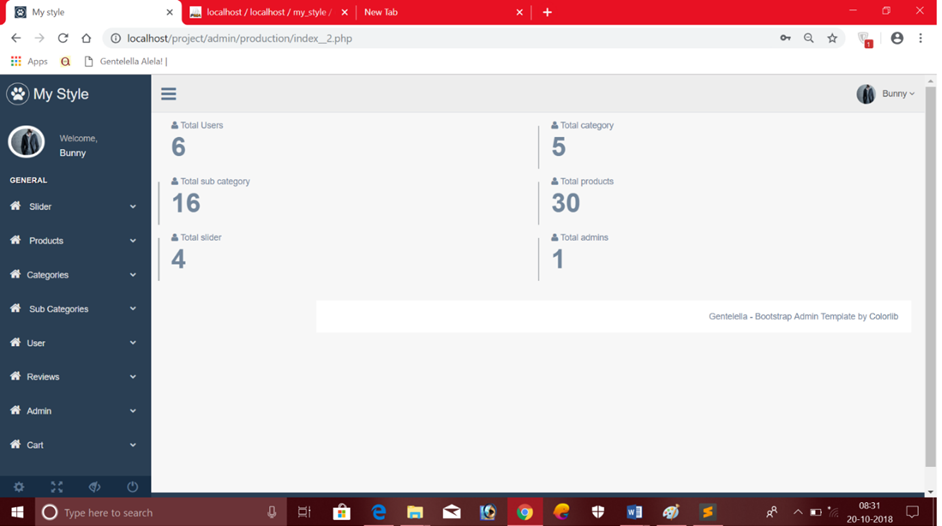 My style
localhost / localhost / my_style /
New Tab
localhost/project/admin/production/index__2.php
1
Apps
Gentelella Alela! |
My Style
Bunny
Welcome,
Bunny
GENERAL
Slider
Products
Categories
Sub Categories
User
Reviews
Admin
Cart
Total Users
6
Total category
5
Total sub category
16
Total products
30
Total slider
4
Total admins
1
Gentelella - Bootstrap Admin Template by Colorlib
Type here to search
08:31
20-10-2018